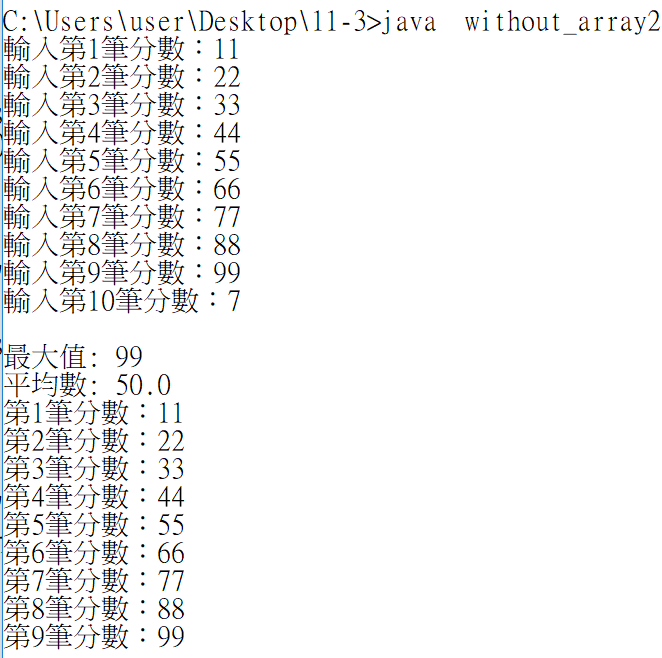 C:\Users\user\Desktop\11-3>java  without_array2
輸入第1筆分數：11
輸入第2筆分數：22
輸入第3筆分數：33
輸入第4筆分數：44
輸入第5筆分數：55
輸入第6筆分數：66
輸入第7筆分數：77
輸入第8筆分數：88
輸入第9筆分數：99
輸入第10筆分數：7
最大值: 99
平均數: 50.0
第1筆分數：11
第2筆分數：22
第3筆分數：33
第4筆分數：44
第5筆分數：55
第6筆分數：66
第7筆分數：77
第8筆分數：88
第9筆分數：99